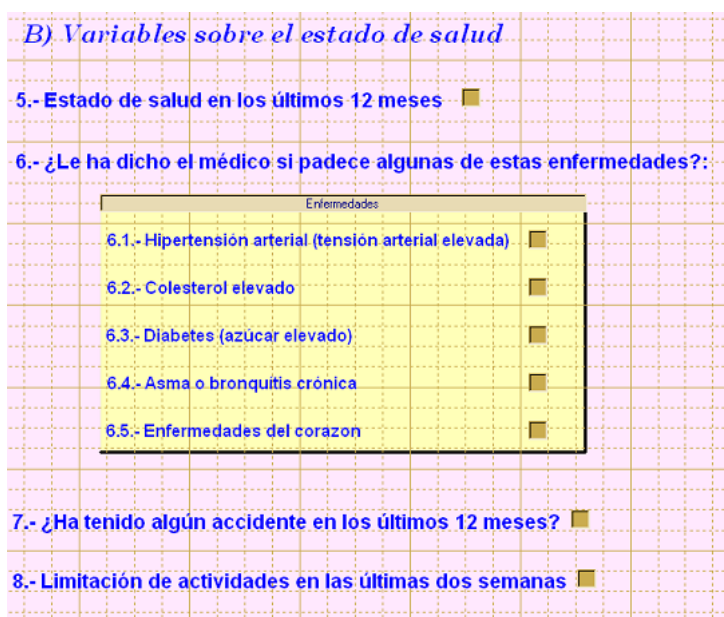 B) Variables sobre el estado de salud
5.- Estado de salud en los últimos 12 meses
6.- ¿Le ha dicho el médico si padece algunas de estas enfermedades?:
Enfermedades
6.1.- Hipertensión arterial (tensión arterial elevada)
6.2.- Colesterol elevado
6.3.- Diabetes (azúcar elevado)
6.4.- Asma o bronquítis crónica
6.5.- Enfermedades del corazon
7.- ¿Ha tenido algún accidente en los últimos 12 meses?
8.- Limitación de actividades en las últimas dos semanas